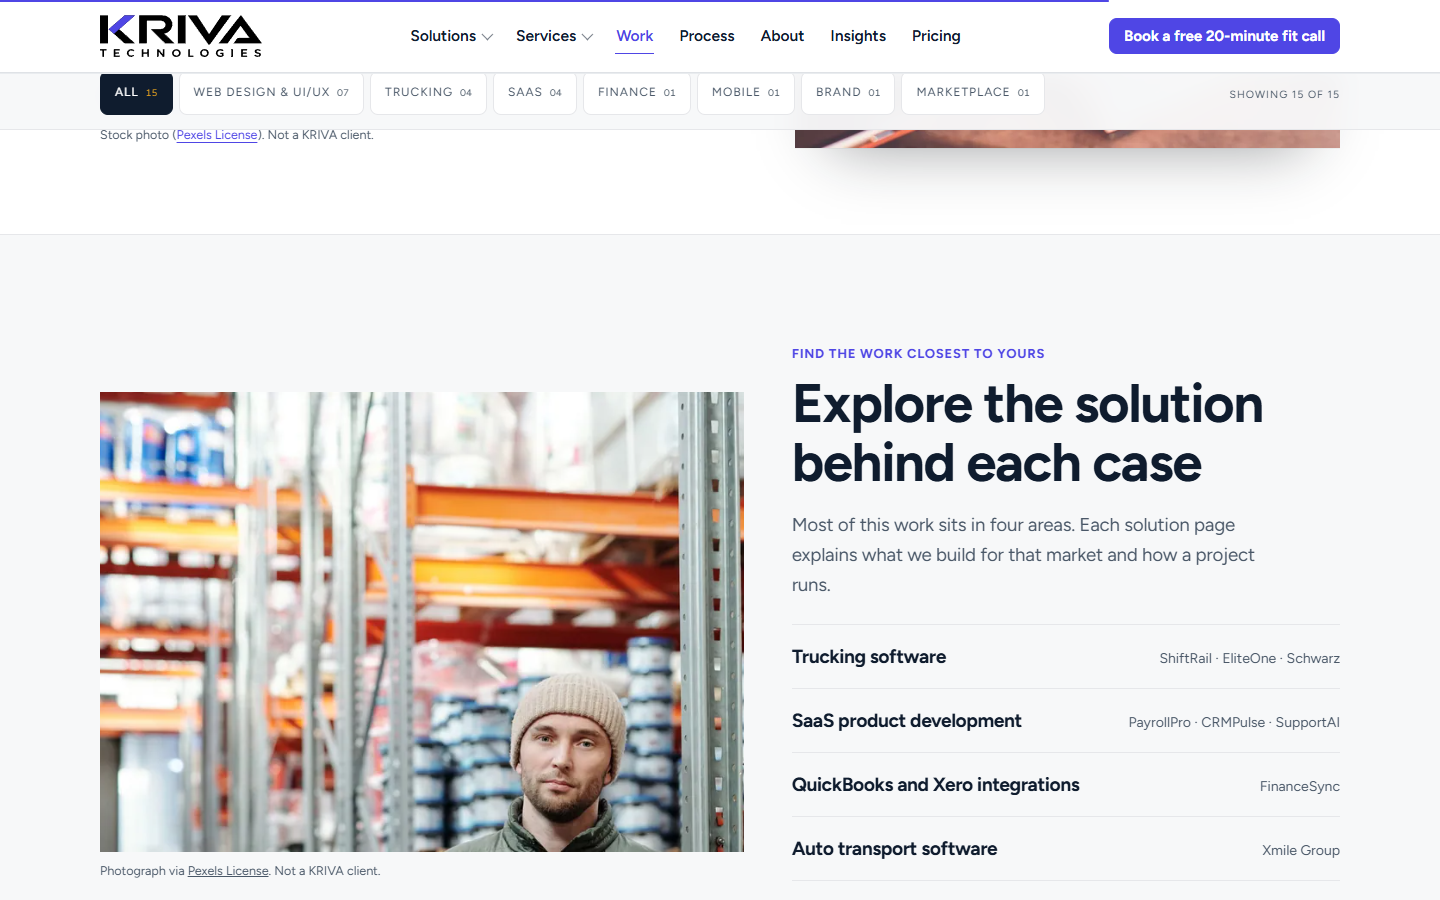 KRIVA
TECHNOLOGIES
Solutions
Services
Work
Process
About
Insights
Pricing
Book a free 20-minute fit call
ALL 15
WEB DESIGN & UI/UX 07
TRUCKING 04
SAAS 04
FINANCE 01
MOBILE 01
BRAND 01
MARKETPLACE 01
SHOWING 15 OF 15
Stock photo (Pexels License). Not a KRIVA client.
FIND THE WORK CLOSEST TO YOURS
Explore the solution
behind each case
Most of this work sits in four areas. Each solution page
explains what we build for that market and how a project
runs.
Trucking software
ShiftRail · EliteOne · Schwarz
SaaS product development
PayrollPro · CRMPulse · SupportAI
QuickBooks and Xero integrations
FinanceSync
Auto transport software
Xmile Group
Photograph via Pexels License. Not a KRIVA client.